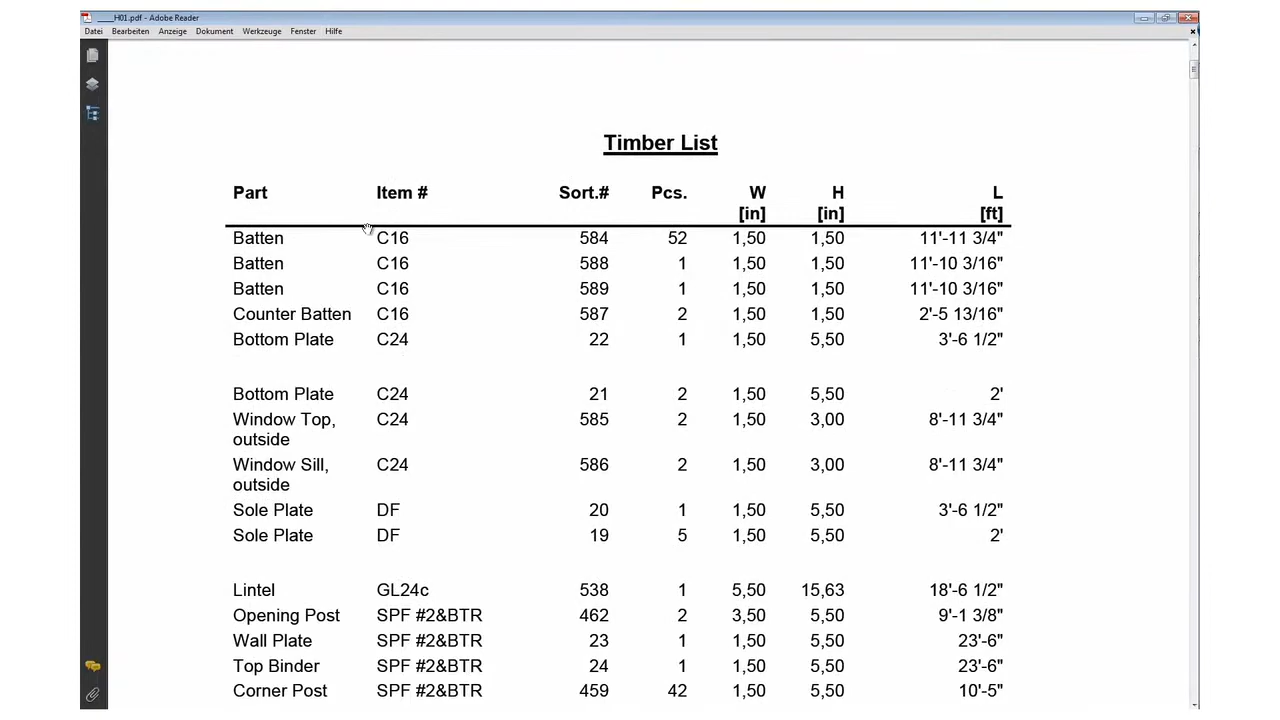 ____H01.pdf - Adobe Reader
Datei Bearbeiten Anzeige Dokument Werkzeuge Fenster Hilfe
Timber List
Part Item # Sort.# Pcs. W H L
[in] [in] [ft]
Batten C16 584 52 1,50 1,50 11'-11 3/4"
Batten C16 588 1 1,50 1,50 11'-10 3/16"
Batten C16 589 1 1,50 1,50 11'-10 3/16"
Counter Batten C16 587 2 1,50 1,50 2'-5 13/16"
Bottom Plate C24 22 1 1,50 5,50 3'-6 1/2"
Bottom Plate C24 21 2 1,50 5,50 2'
Window Top, C24 585 2 1,50 3,00 8'-11 3/4"
outside
Window Sill, C24 586 2 1,50 3,00 8'-11 3/4"
outside
Sole Plate DF 20 1 1,50 5,50 3'-6 1/2"
Sole Plate DF 19 5 1,50 5,50 2'
Lintel GL24c 538 1 5,50 15,63 18'-6 1/2"
Opening Post SPF #2&BTR 462 2 3,50 5,50 9'-1 3/8"
Wall Plate SPF #2&BTR 23 1 1,50 5,50 23'-6"
Top Binder SPF #2&BTR 24 1 1,50 5,50 23'-6"
Corner Post SPF #2&BTR 459 42 1,50 5,50 10'-5"